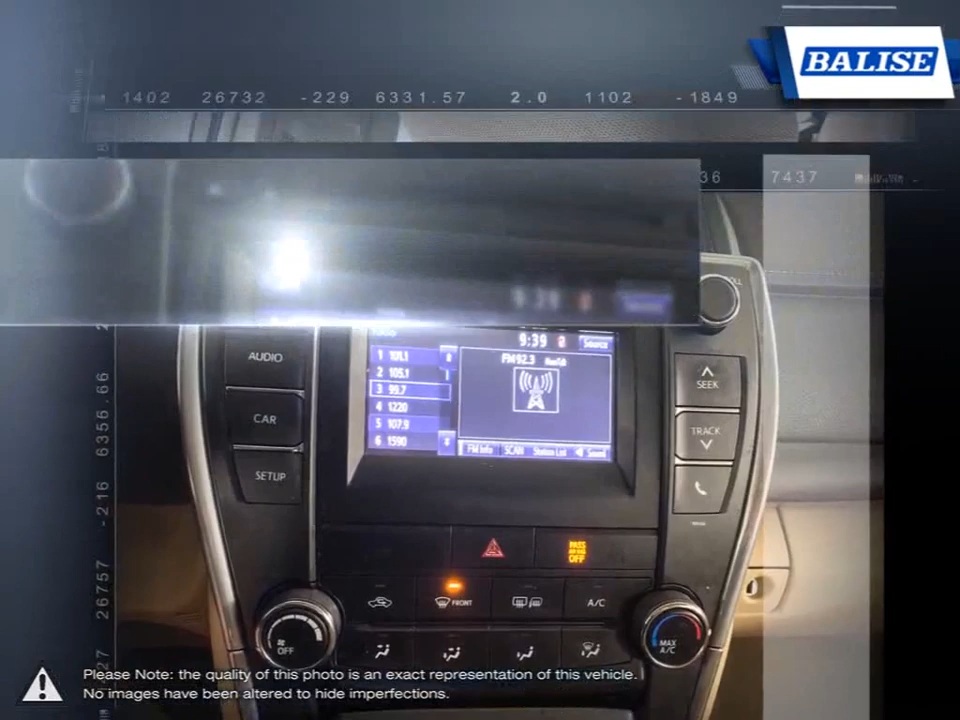 BALISE
1402 26732 -229 6331.57 2.0 1102 -1849
36 7437
9:39 Source
AUDIO
1 101.1
2 105.1
3 99.7
4 1220
5 107.9
6 1590
FM 92.3
SEEK
CAR
TRACK
FM Info SCAN Station List Sound
SETUP
PASS
OFF
FRONT
A/C
OFF
MAX
A/C
6356.66
-216
26757
27
Please Note: the quality of this photo is an exact representation of this vehicle.
No images have been altered to hide imperfections.